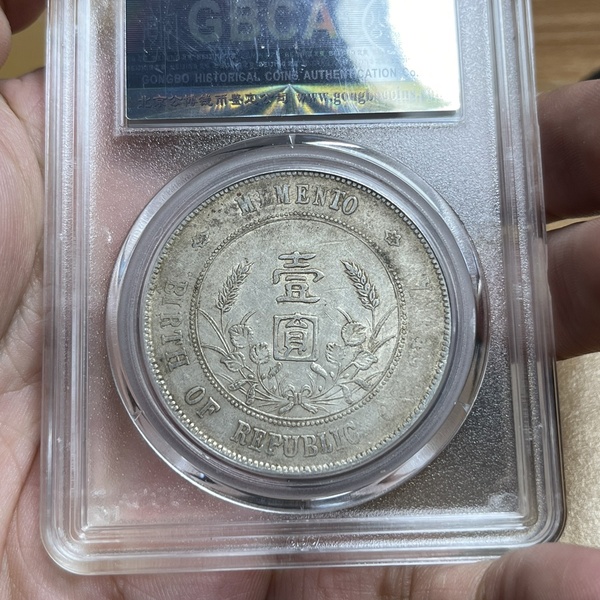 GBCA
GONGBO HISTORICAL COINS AUTHENTICATION Co.
MEMENTO
壹
圓
BIRTH OF REPUBLIC